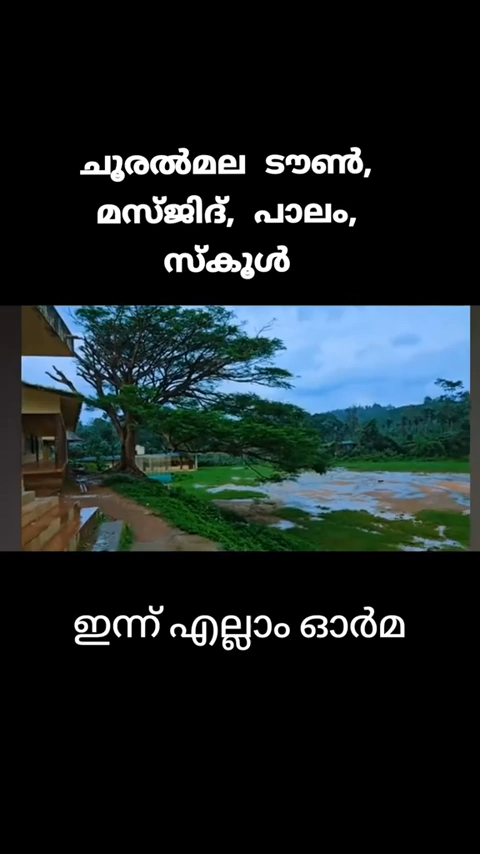 ചൂരൽമല ടൗൺ,
മസ്ജിദ്, പാലം,
സ്കൂൾ
ഇന്ന് എല്ലാം ഓർമ